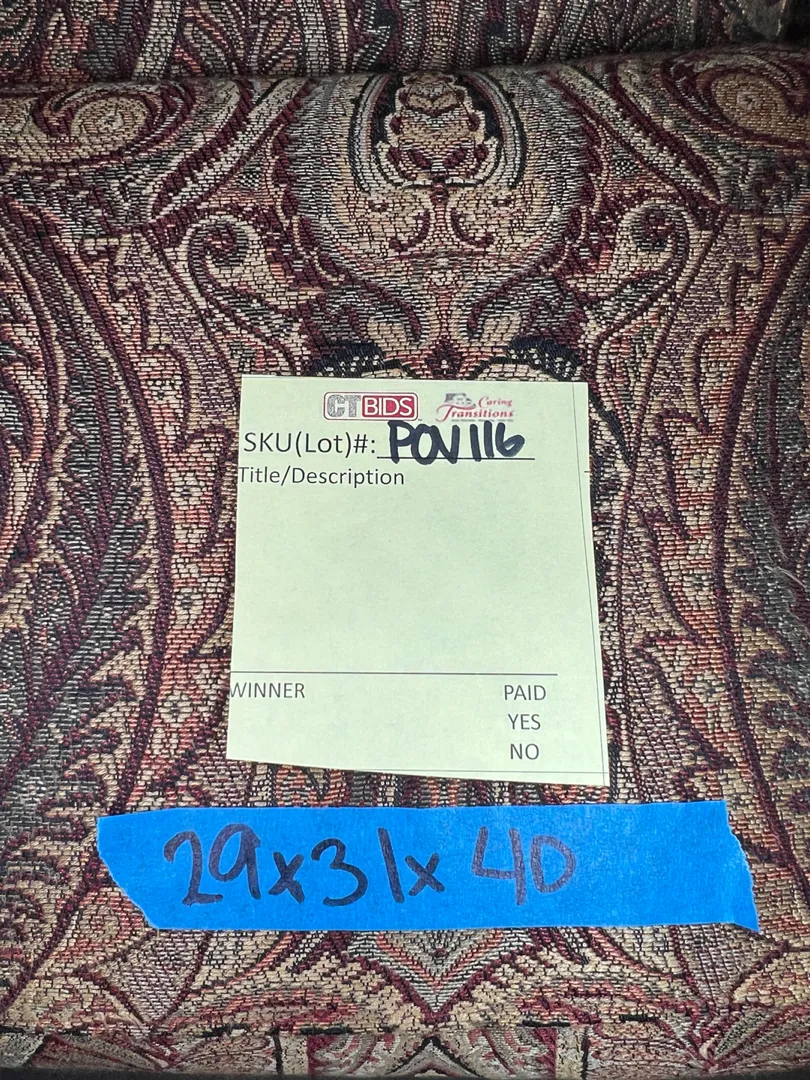 CTBIDS Caring
Transitions
SKU(Lot)#: POV116
Title/Description
WINNER PAID
YES
NO
29x31x40